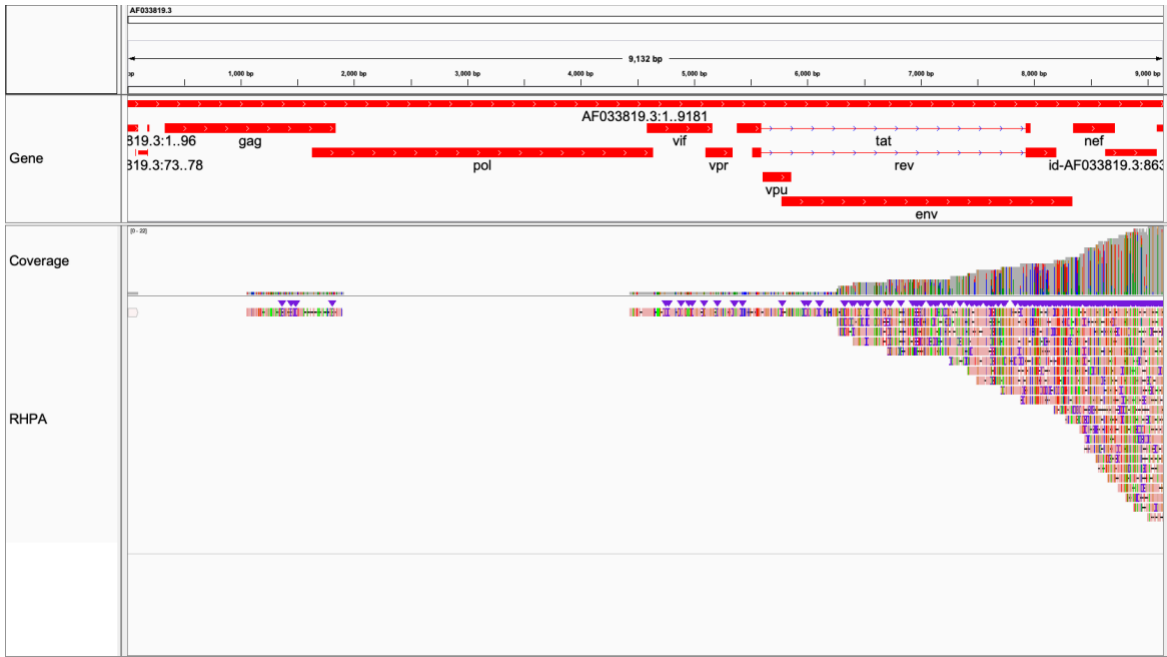 AF033819.3
9,132 bp
bp 1,000 bp 2,000 bp 3,000 bp 4,000 bp 5,000 bp 6,000 bp 7,000 bp 8,000 bp 9,000 bp
Gene
AF033819.3:1..9181
819.3:1..96 gag vif tat nef
319.3:73..78 pol vpr rev id-AF033819.3:863
vpu
env
[0 - 22]
Coverage
RHPA